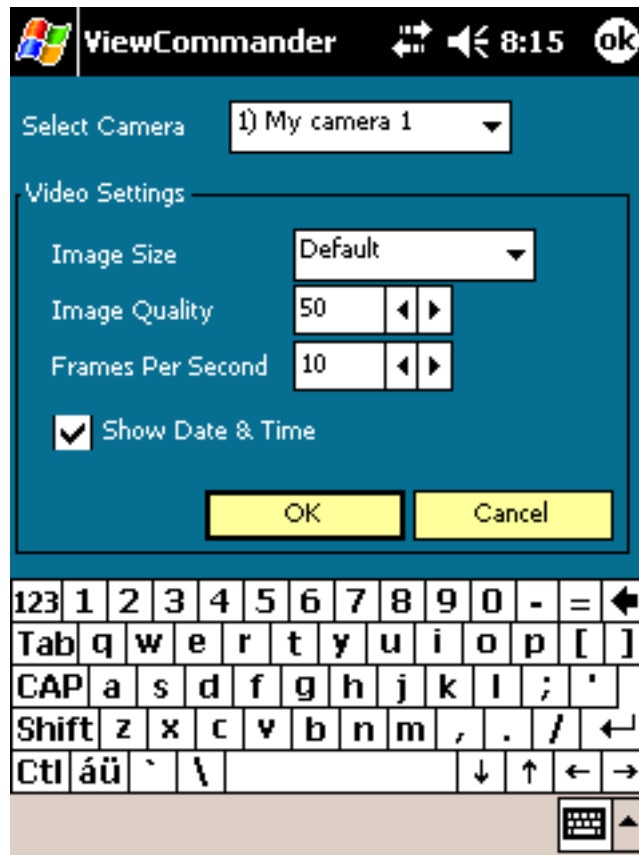 ViewCommander 8:15 ok
Select Camera 1) My camera 1
Video Settings
Image Size Default
Image Quality 50
Frames Per Second 10
Show Date & Time
OK Cancel
123 1 2 3 4 5 6 7 8 9 0 - =
Tab q w e r t y u i o p [ ]
CAP a s d f g h j k l ; '
Shift z x c v b n m , . /
Ctl áü ` \ ↓ ↑ ← →